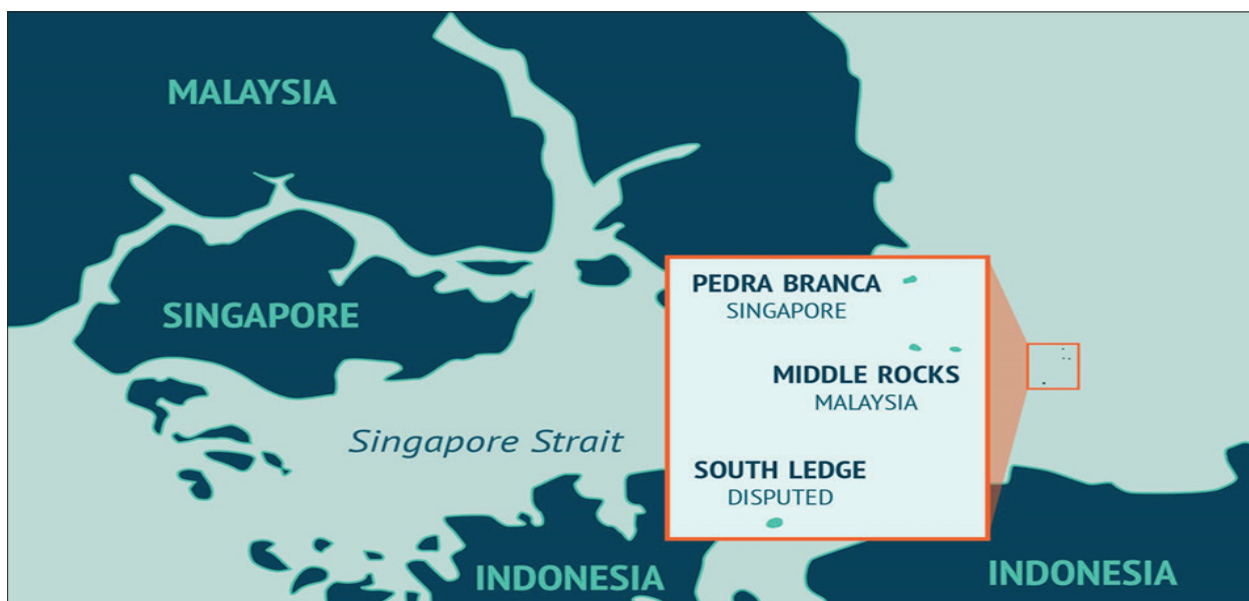 MALAYSIA
SINGAPORE
PEDRA BRANCA
SINGAPORE
MIDDLE ROCKS
MALAYSIA
Singapore Strait
SOUTH LEDGE
DISPUTED
INDONESIA
INDONESIA